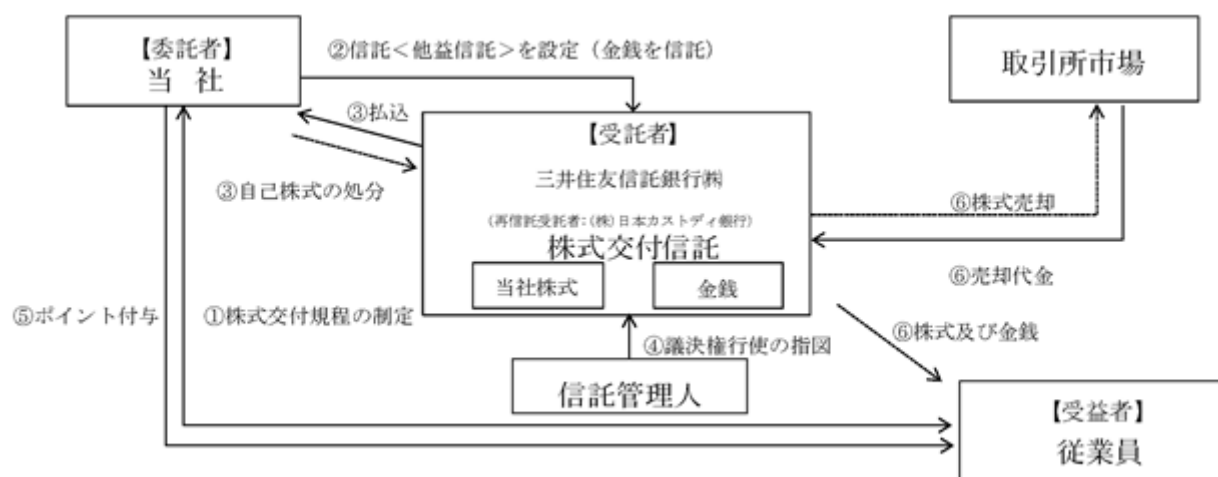 【委託者】
当 社
②信託<他益信託>を設定（金銭を信託）
取引所市場
③払込
【受託者】
三井住友信託銀行㈱
（再信託受託者：（株）日本カストディ銀行）
株式交付信託
当社株式
金銭
③自己株式の処分
⑥株式売却
⑥売却代金
⑤ポイント付与
①株式交付規程の制定
④議決権行使の指図
⑥株式及び金銭
信託管理人
【受益者】
従業員